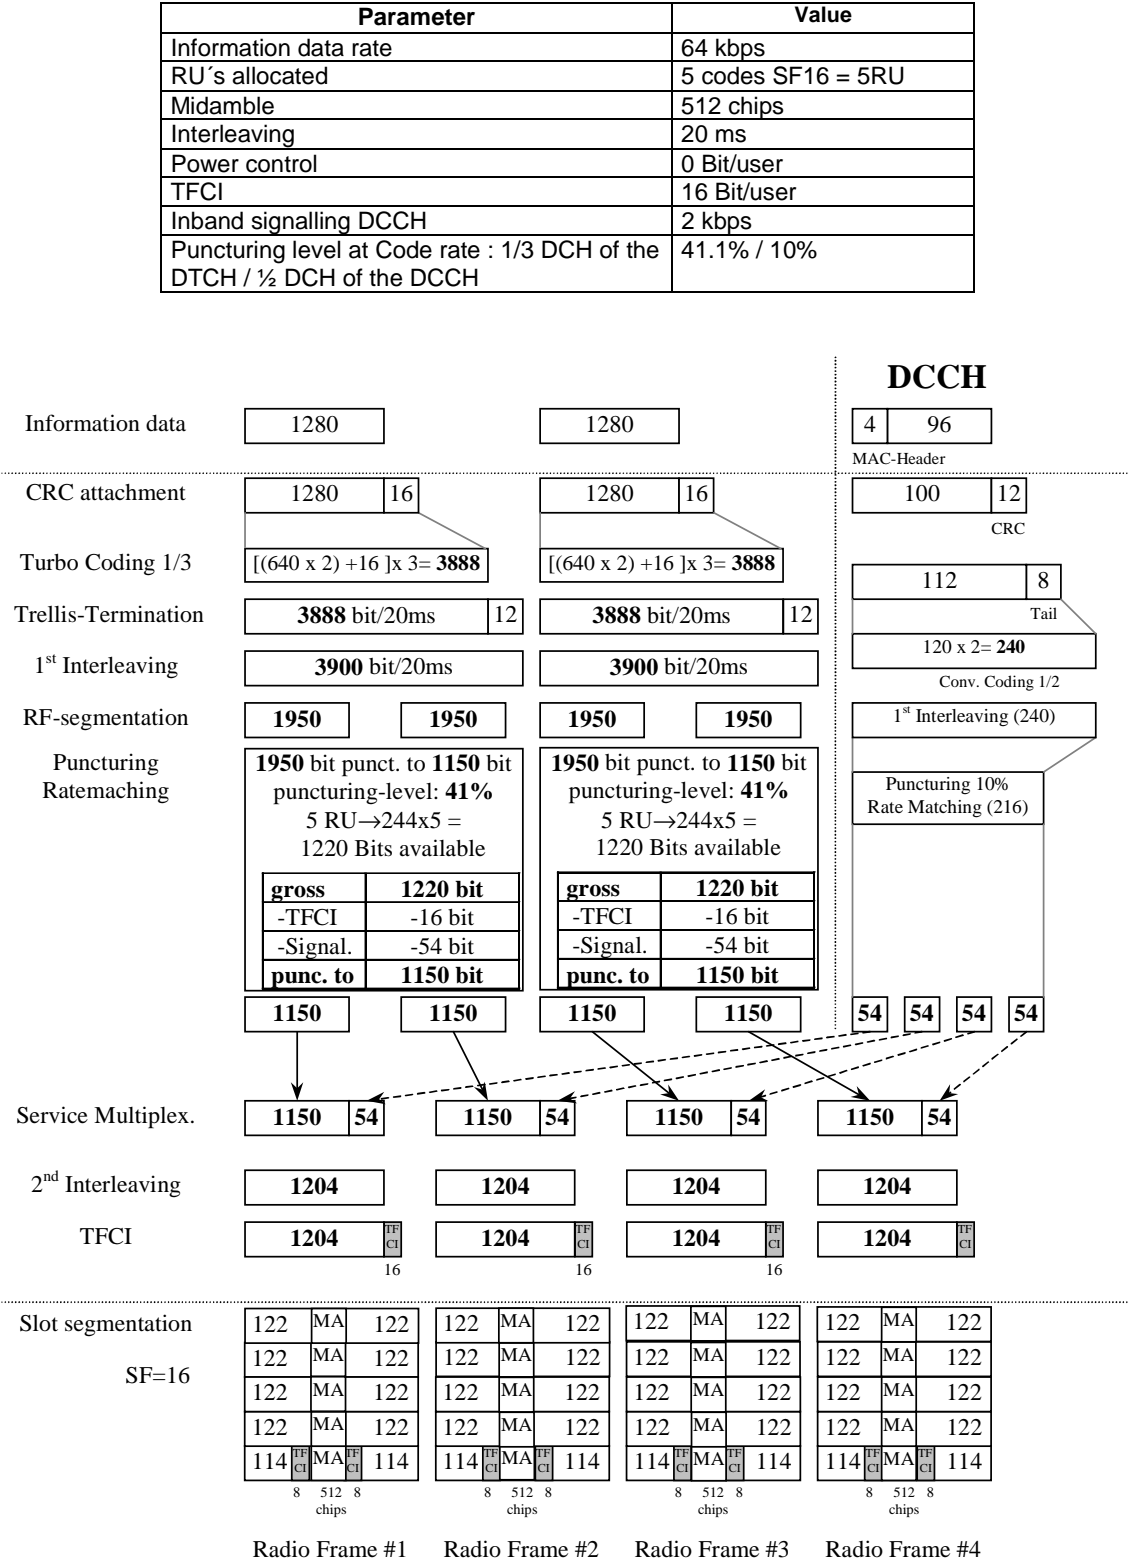 Parameter Value
Information data rate 64 kbps
RU´s allocated 5 codes SF16 = 5RU
Midamble 512 chips
Interleaving 20 ms
Power control 0 Bit/user
TFCI 16 Bit/user
Inband signalling DCCH 2 kbps
Puncturing level at Code rate : 1/3 DCH of the 41.1% / 10%
DTCH / ½ DCH of the DCCH
DCCH
Information data 1280 1280 4 96
MAC-Header
CRC attachment 1280 16 1280 16 100 12
CRC
Turbo Coding 1/3 [(640 x 2) +16 ]x 3= 3888 [(640 x 2) +16 ]x 3= 3888
112 8
Tail
Trellis-Termination 3888 bit/20ms 12 3888 bit/20ms 12
120 x 2= 240
Conv. Coding 1/2
1st Interleaving 3900 bit/20ms 3900 bit/20ms
RF-segmentation 1950 1950 1950 1950 1st Interleaving (240)
Puncturing
Ratemaching
1950 bit punct. to 1150 bit
puncturing-level: 41%
5 RU→244x5 =
1220 Bits available
gross 1220 bit
-TFCI -16 bit
-Signal. -54 bit
punc. to 1150 bit
1950 bit punct. to 1150 bit
puncturing-level: 41%
5 RU→244x5 =
1220 Bits available
gross 1220 bit
-TFCI -16 bit
-Signal. -54 bit
punc. to 1150 bit
Puncturing 10%
Rate Matching (216)
1150 1150 1150 1150 54 54 54 54
Service Multiplex. 1150 54 1150 54 1150 54 1150 54
2nd Interleaving 1204 1204 1204 1204
TFCI 1204 TF CI 1204 TF CI 1204 TF CI 1204 TF CI
16 16 16
Slot segmentation 122 MA 122 122 MA 122 122 MA 122 122 MA 122
SF=16 122 MA 122 122 MA 122 122 MA 122 122 MA 122
122 MA 122 122 MA 122 122 MA 122 122 MA 122
122 MA 122 122 MA 122 122 MA 122 122 MA 122
114 TF CI MA TF CI 114 114 TF CI MA TF CI 114 114 TF CI MA TF CI 114 114 TF CI MA TF CI 114
8 512 8 8 512 8 8 512 8 8 512 8
chips chips chips chips
Radio Frame #1 Radio Frame #2 Radio Frame #3 Radio Frame #4